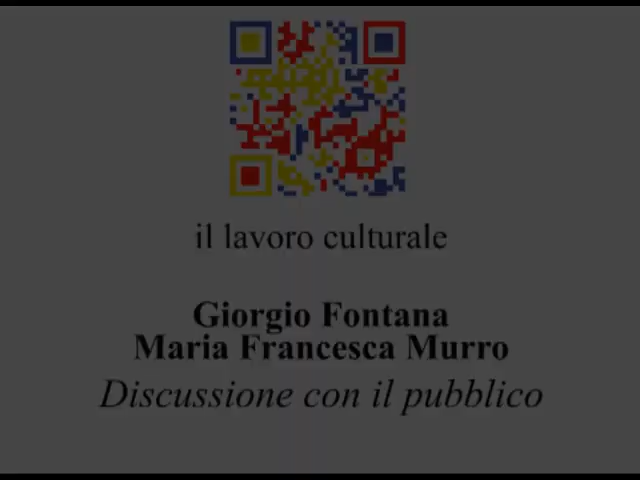 il lavoro culturale
Giorgio Fontana
Maria Francesca Murro
Discussione con il pubblico